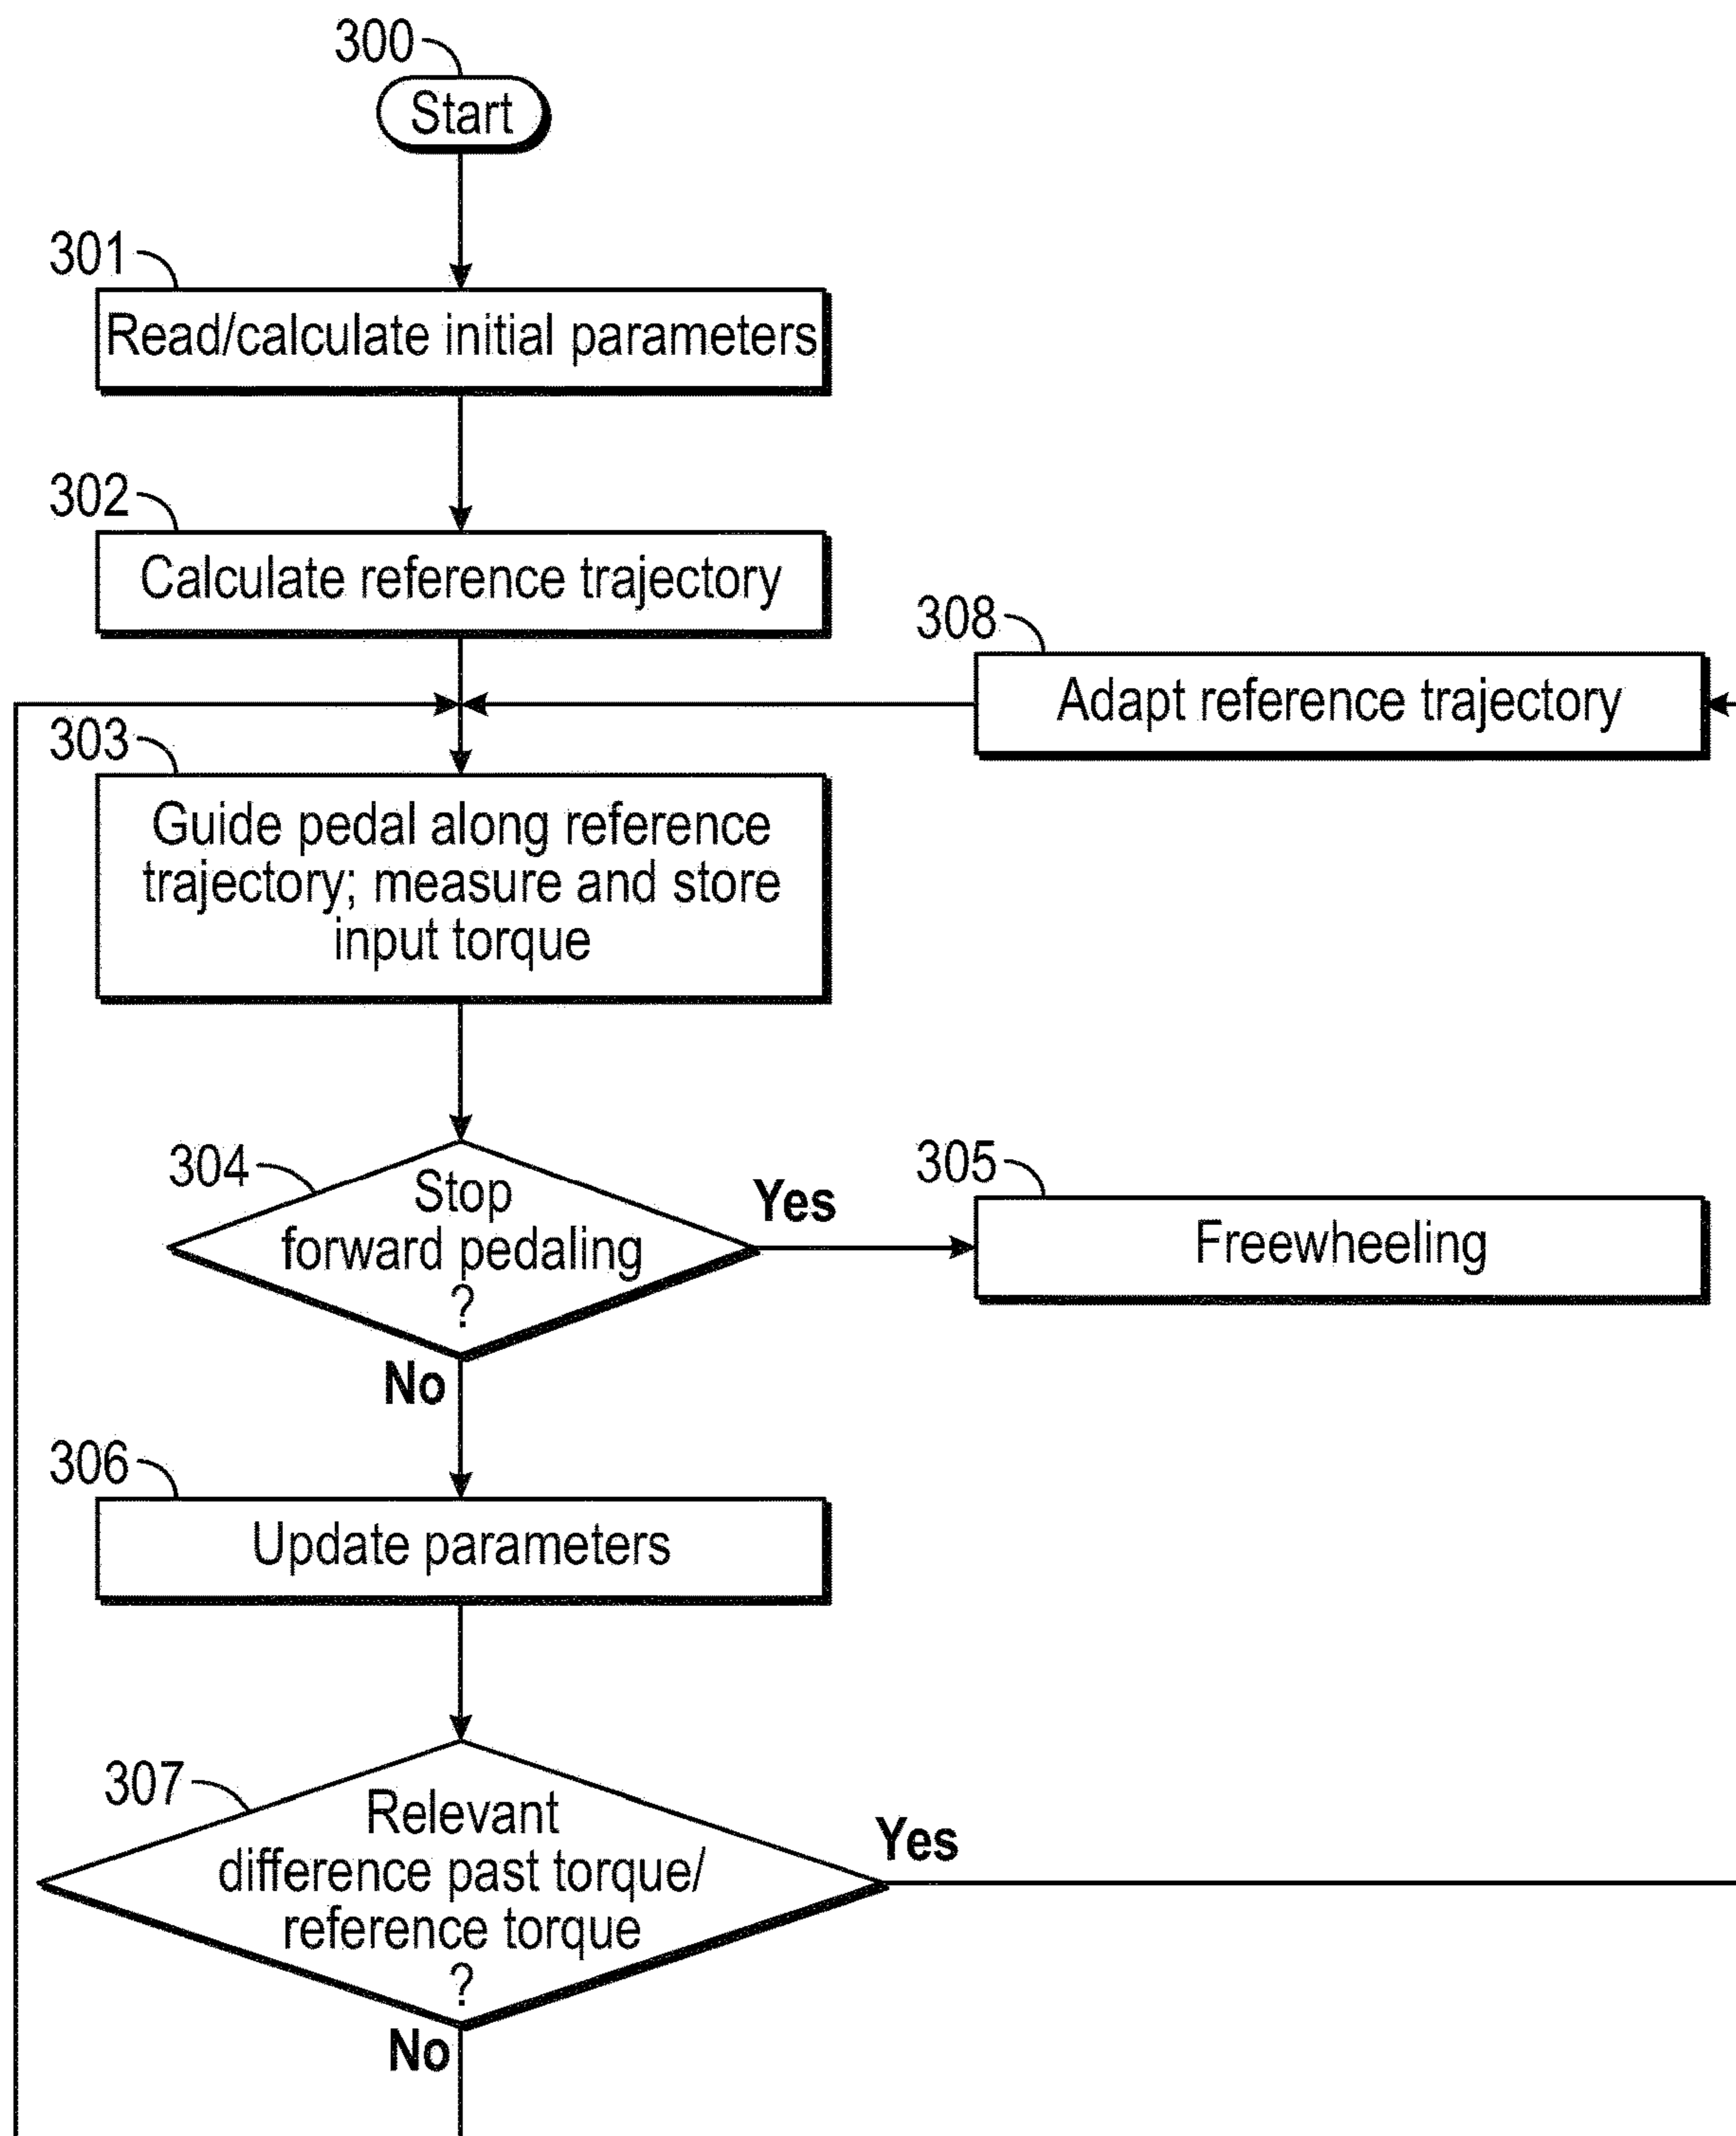 300
Start
301
Read/calculate initial parameters
302
Calculate reference trajectory
308
Adapt reference trajectory
303
Guide pedal along reference
trajectory; measure and store
input torque
304
Stop
forward pedaling
?
Yes
305
Freewheeling
No
306
Update parameters
307
Relevant
difference past torque/
reference torque
?
Yes
No